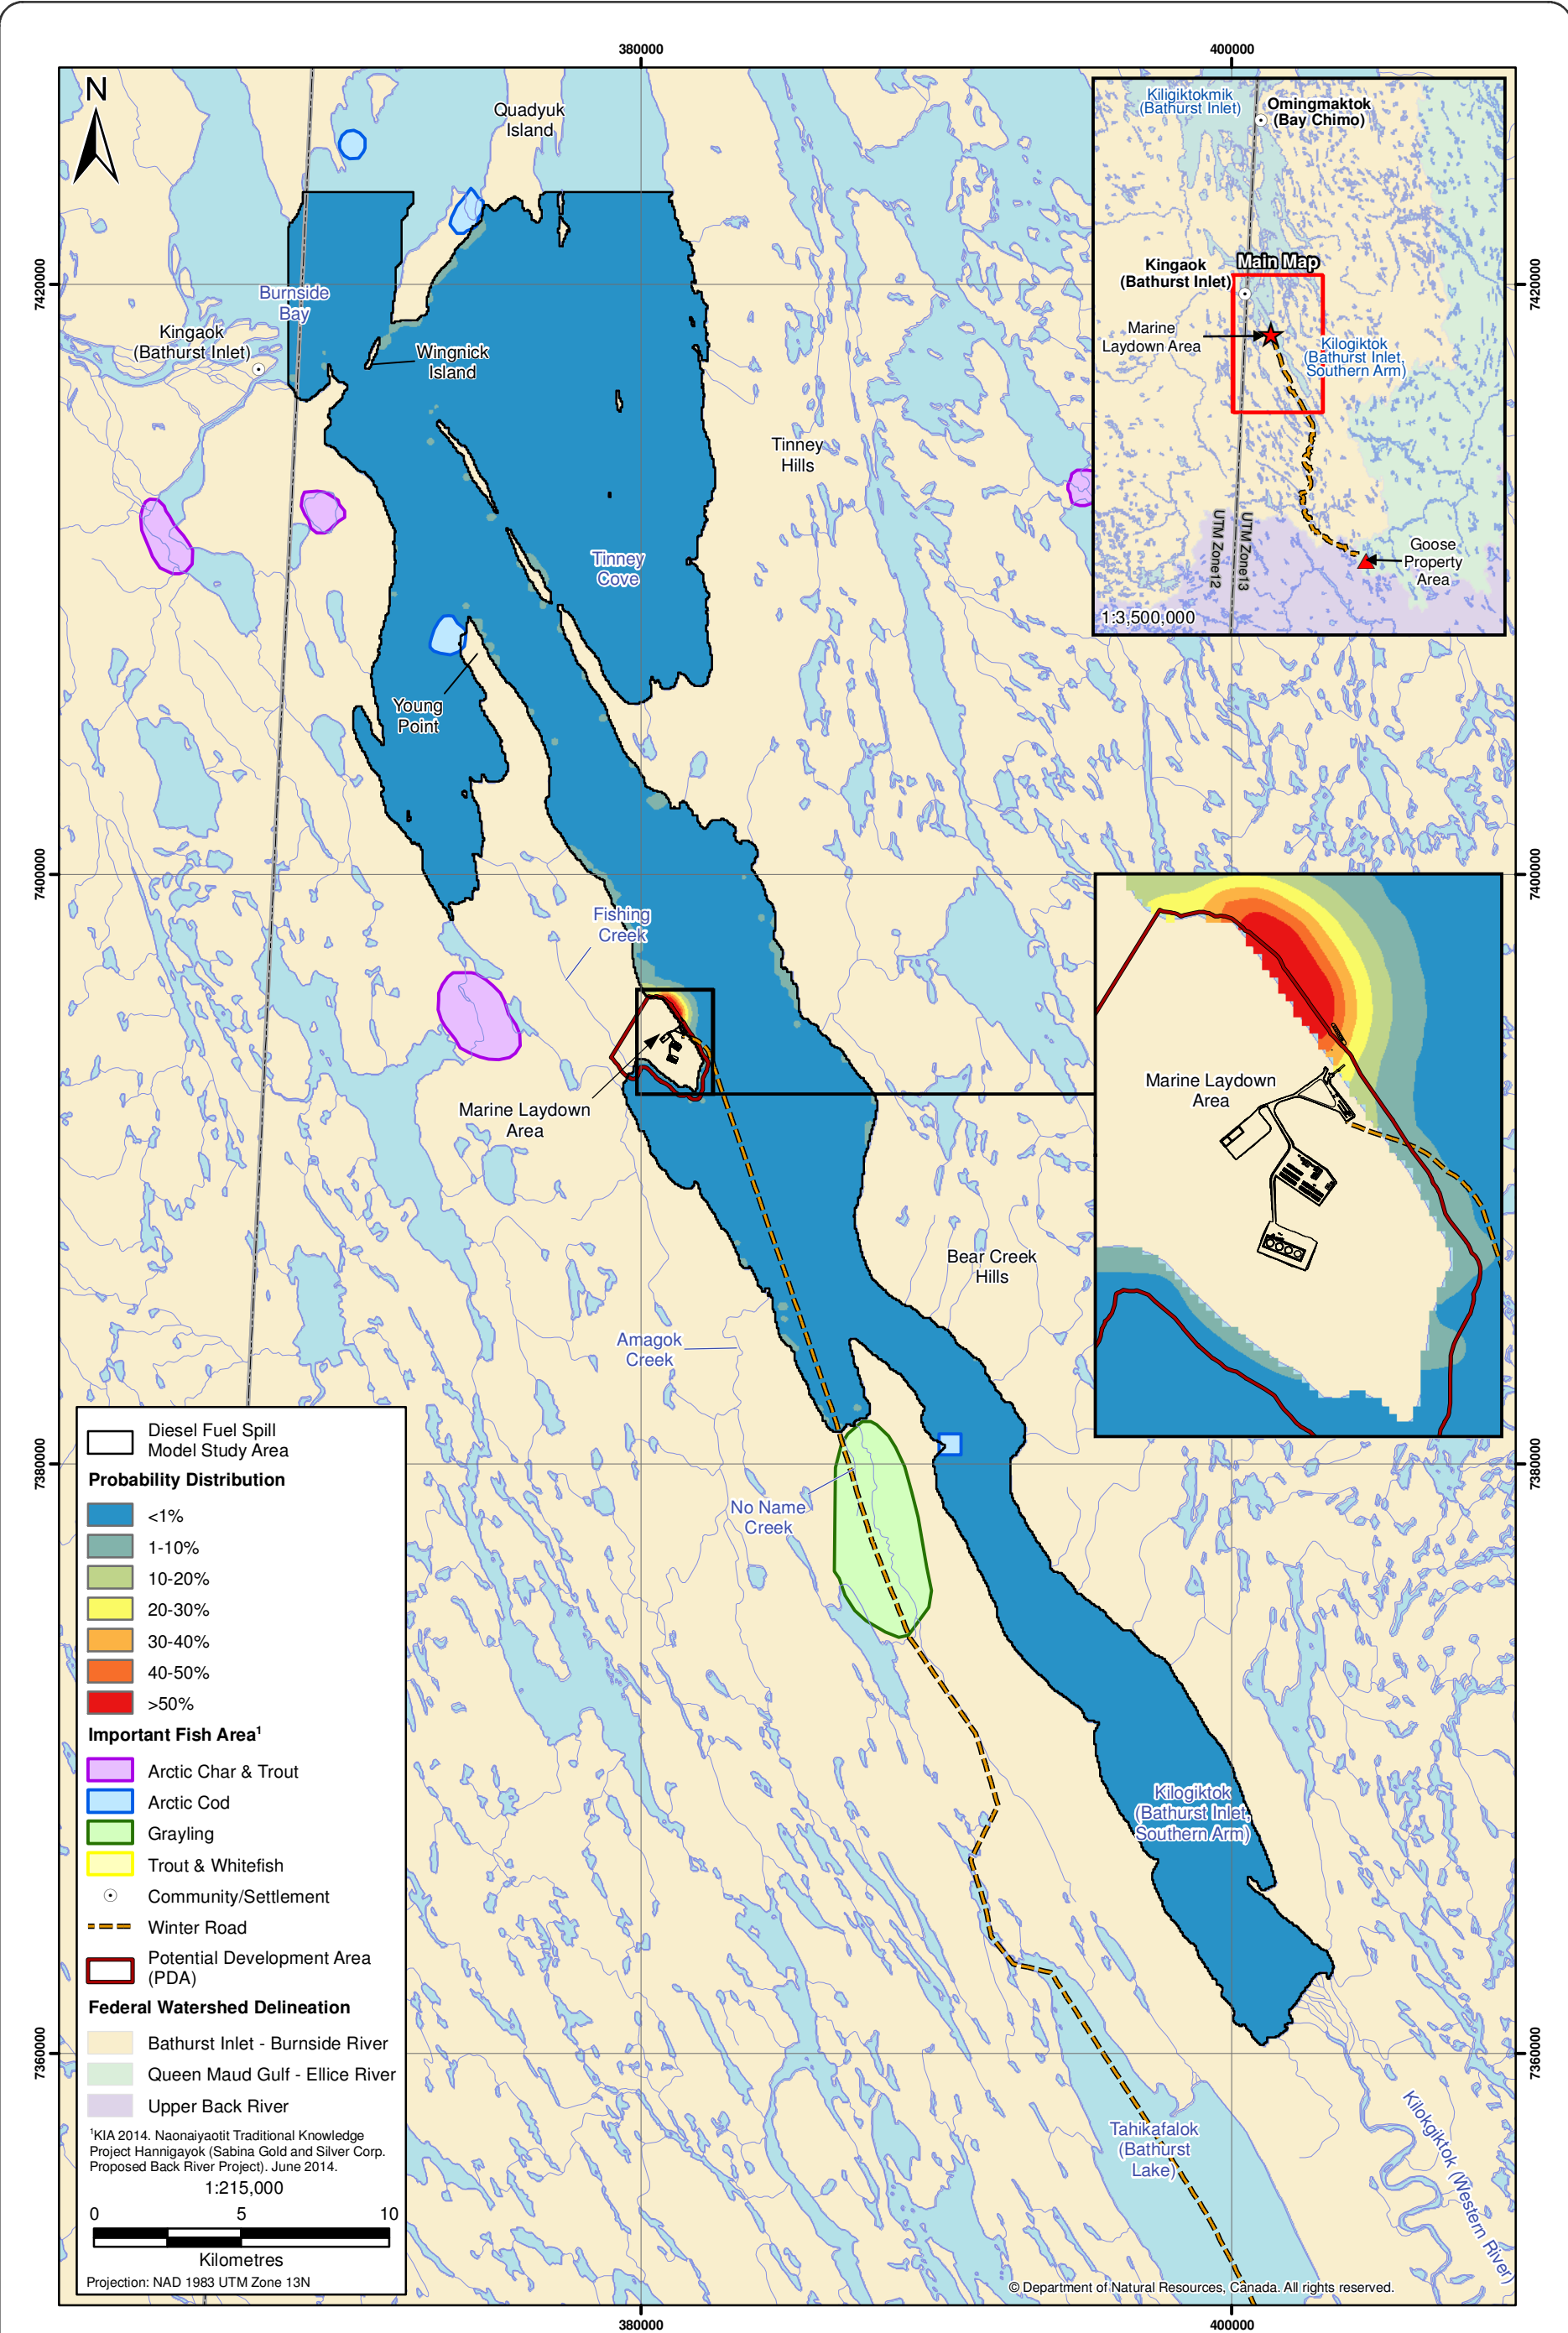 380000
400000
N
Quadyuk
Island
Kiligiktokmik
(Bathurst Inlet)
Omingmaktok
(Bay Chimo)
Main Map
Kingaok
(Bathurst Inlet)
Marine
Laydown Area
Kilogiktok
(Bathurst Inlet,
Southern Arm)
UTM Zone12
UTM Zone13
Goose
Property
Area
1:3,500,000
7420000
7420000
Burnside
Bay
Kingaok
(Bathurst Inlet)
Wingnick
Island
Tinney
Hills
Tinney
Cove
Young
Point
7400000
7400000
Fishing
Creek
Marine Laydown
Area
Marine Laydown
Area
Bear Creek
Hills
Amagok
Creek
7380000
7380000
No Name
Creek
Kilogiktok
(Bathurst Inlet,
Southern Arm)
7360000
7360000
Tahikafalok
(Bathurst
Lake)
Kilokgiktok (Western River)
Diesel Fuel Spill
Model Study Area
Probability Distribution
<1%
1-10%
10-20%
20-30%
30-40%
40-50%
>50%
Important Fish Area1
Arctic Char & Trout
Arctic Cod
Grayling
Trout & Whitefish
Community/Settlement
Winter Road
Potential Development Area
(PDA)
Federal Watershed Delineation
Bathurst Inlet - Burnside River
Queen Maud Gulf - Ellice River
Upper Back River
1KIA 2014. Naonaiyaotit Traditional Knowledge
Project Hannigayok (Sabina Gold and Silver Corp.
Proposed Back River Project). June 2014.
1:215,000
0 5 10
Kilometres
Projection: NAD 1983 UTM Zone 13N
© Department of Natural Resources, Canada. All rights reserved.
380000
400000